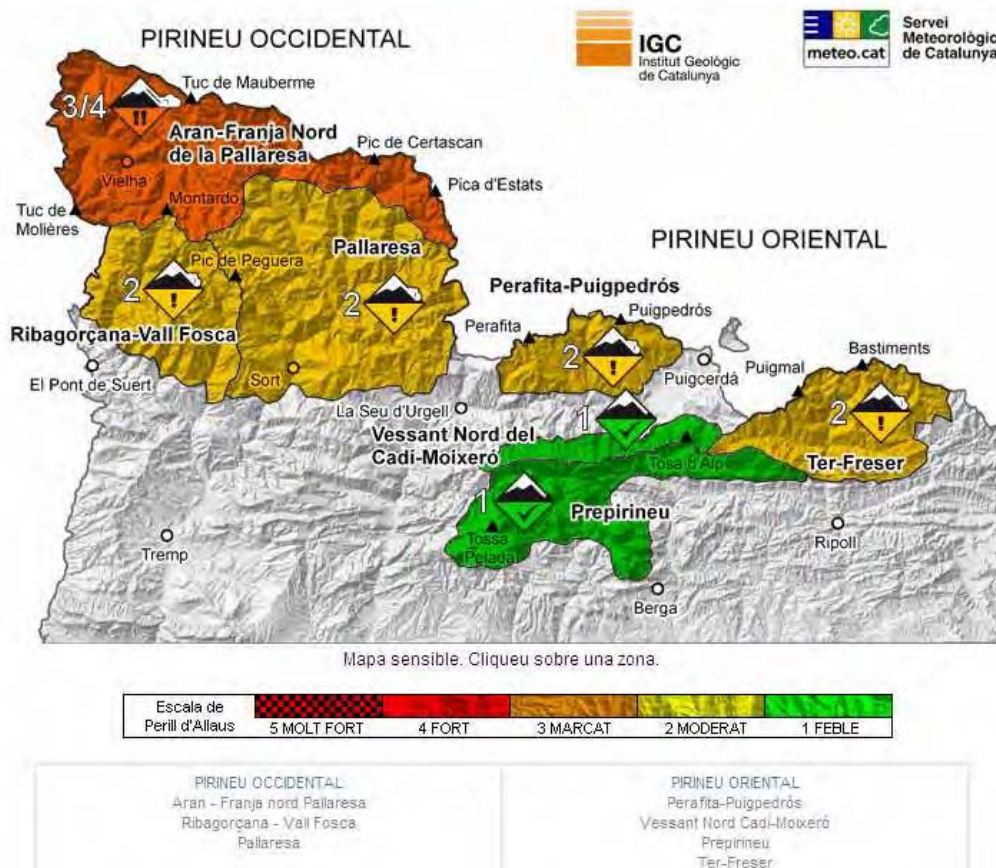 PIRINEU OCCIDENTAL
IGC
Institut Geològic
de Catalunya
meteo.cat
Servei
Meteorològic
de Catalunya
3/4
!!
Tuc de Mauberme
Aran-Franja Nord
de la Pallaresa
Pic de Certascan
Vielha
Pica d'Estats
Montardo
Tuc de
Molières
Pallaresa
PIRINEU ORIENTAL
Pic de Peguera
2
!
2
!
Perafita-Puigpedrós
Puigpedrós
Ribagorçana-Vall Fosca
Perafita
2
!
Bastiments
El Pont de Suert
Sort
Puigcerdà
Puigmal
La Seu d'Urgell
1
2
!
Vessant Nord del
Cadí-Moixeró
Tosa d'Alp
Ter-Freser
1
Prepirineu
Tossa
Pelada
Tremp
Ripoll
Berga
Mapa sensible. Cliqueu sobre una zona.
Escala de
Perill d'Allaus
5 MOLT FORT
4 FORT
3 MARCAT
2 MODERAT
1 FEBLE
PIRINEU OCCIDENTAL
Aran - Franja nord Pallaresa
Ribagorçana - Vall Fosca
Pallaresa
PIRINEU ORIENTAL
Perafita-Puigpedrós
Vessant Nord Cadí-Moixeró
Prepirineu
Ter-Freser